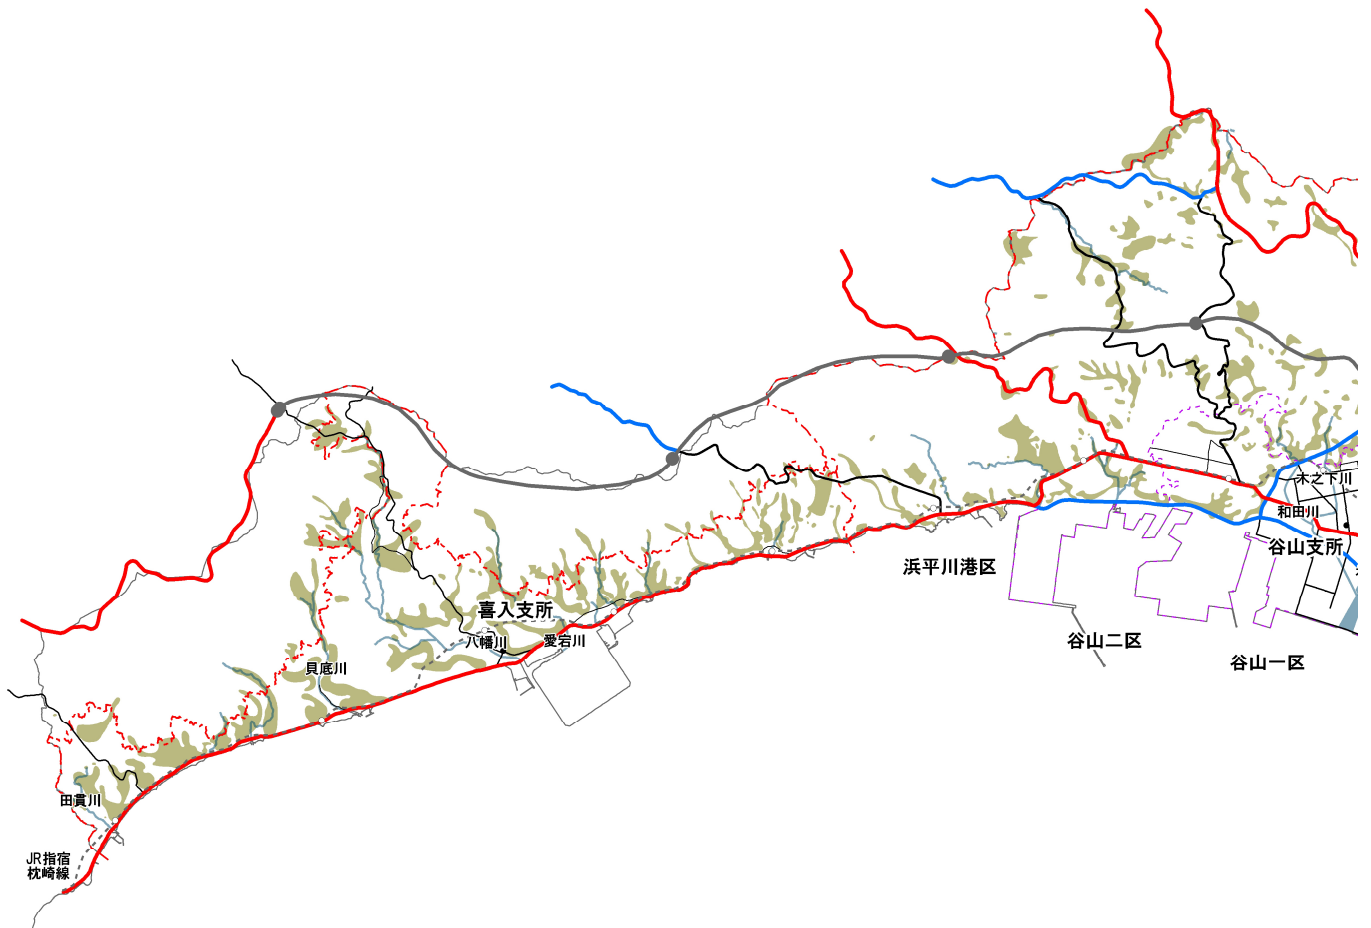 木之下川
和田川
谷山支所
浜平川港区
喜入支所
八幡川
愛宕川
谷山二区
谷山一区
貝底川
田貫川
JR指宿
枕崎線